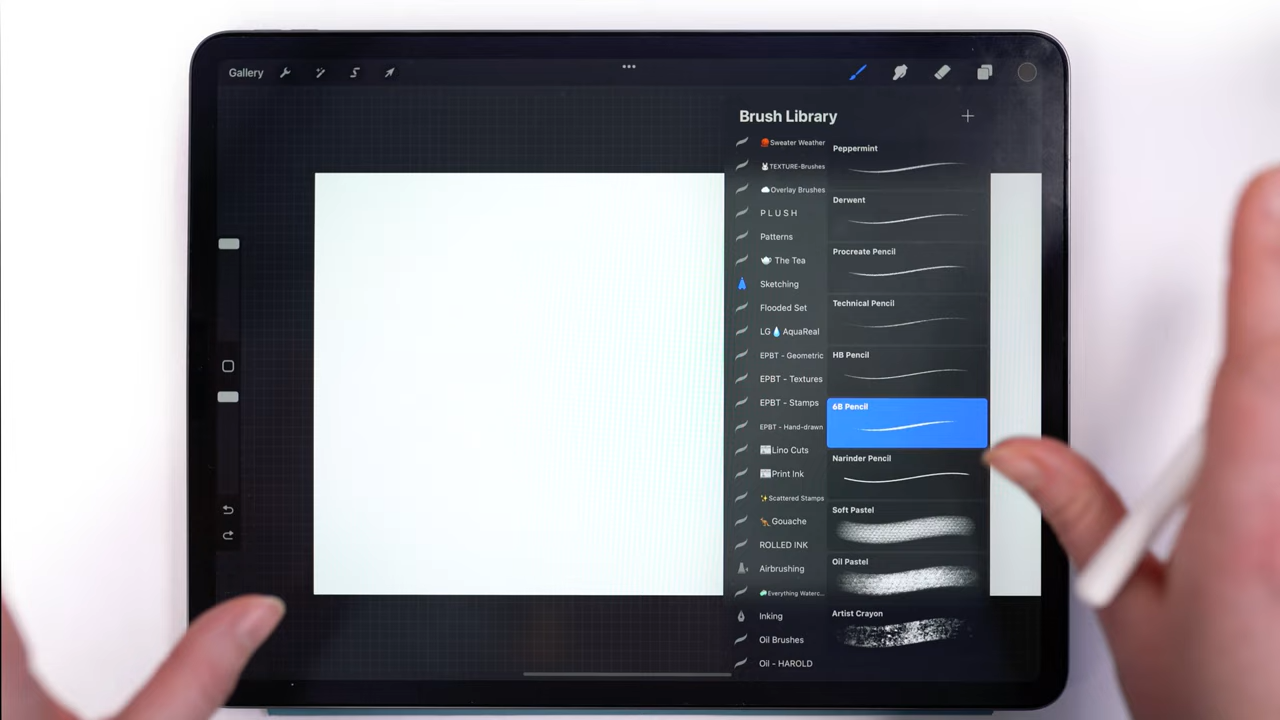 Gallery
Brush Library
Sweater Weather
TEXTURE-Brushes
Overlay Brushes
P L U S H
Patterns
The Tea
Sketching
Flooded Set
LG 💧 AquaReal
EPBT - Geometric
EPBT - Textures
EPBT - Stamps
EPBT - Hand-drawn
Lino Cuts
Print Ink
Scattered Stamps
Gouache
ROLLED INK
Airbrushing
Everything Waterc...
Inking
Oil Brushes
Oil - HAROLD
Peppermint
Derwent
Procreate Pencil
Technical Pencil
HB Pencil
6B Pencil
Narinder Pencil
Soft Pastel
Oil Pastel
Artist Crayon